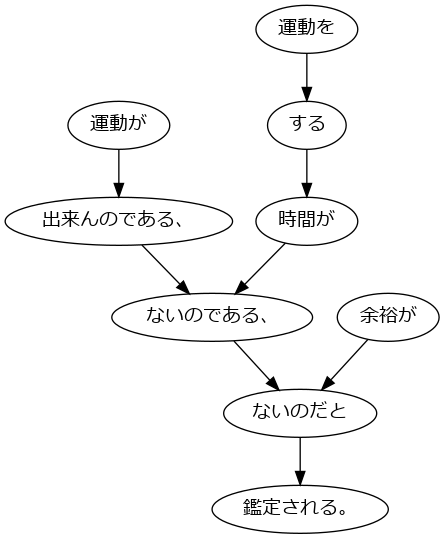 運動を
運動が
する
出来んのである、
時間が
ないのである、
余裕が
ないのだと
鑑定される。